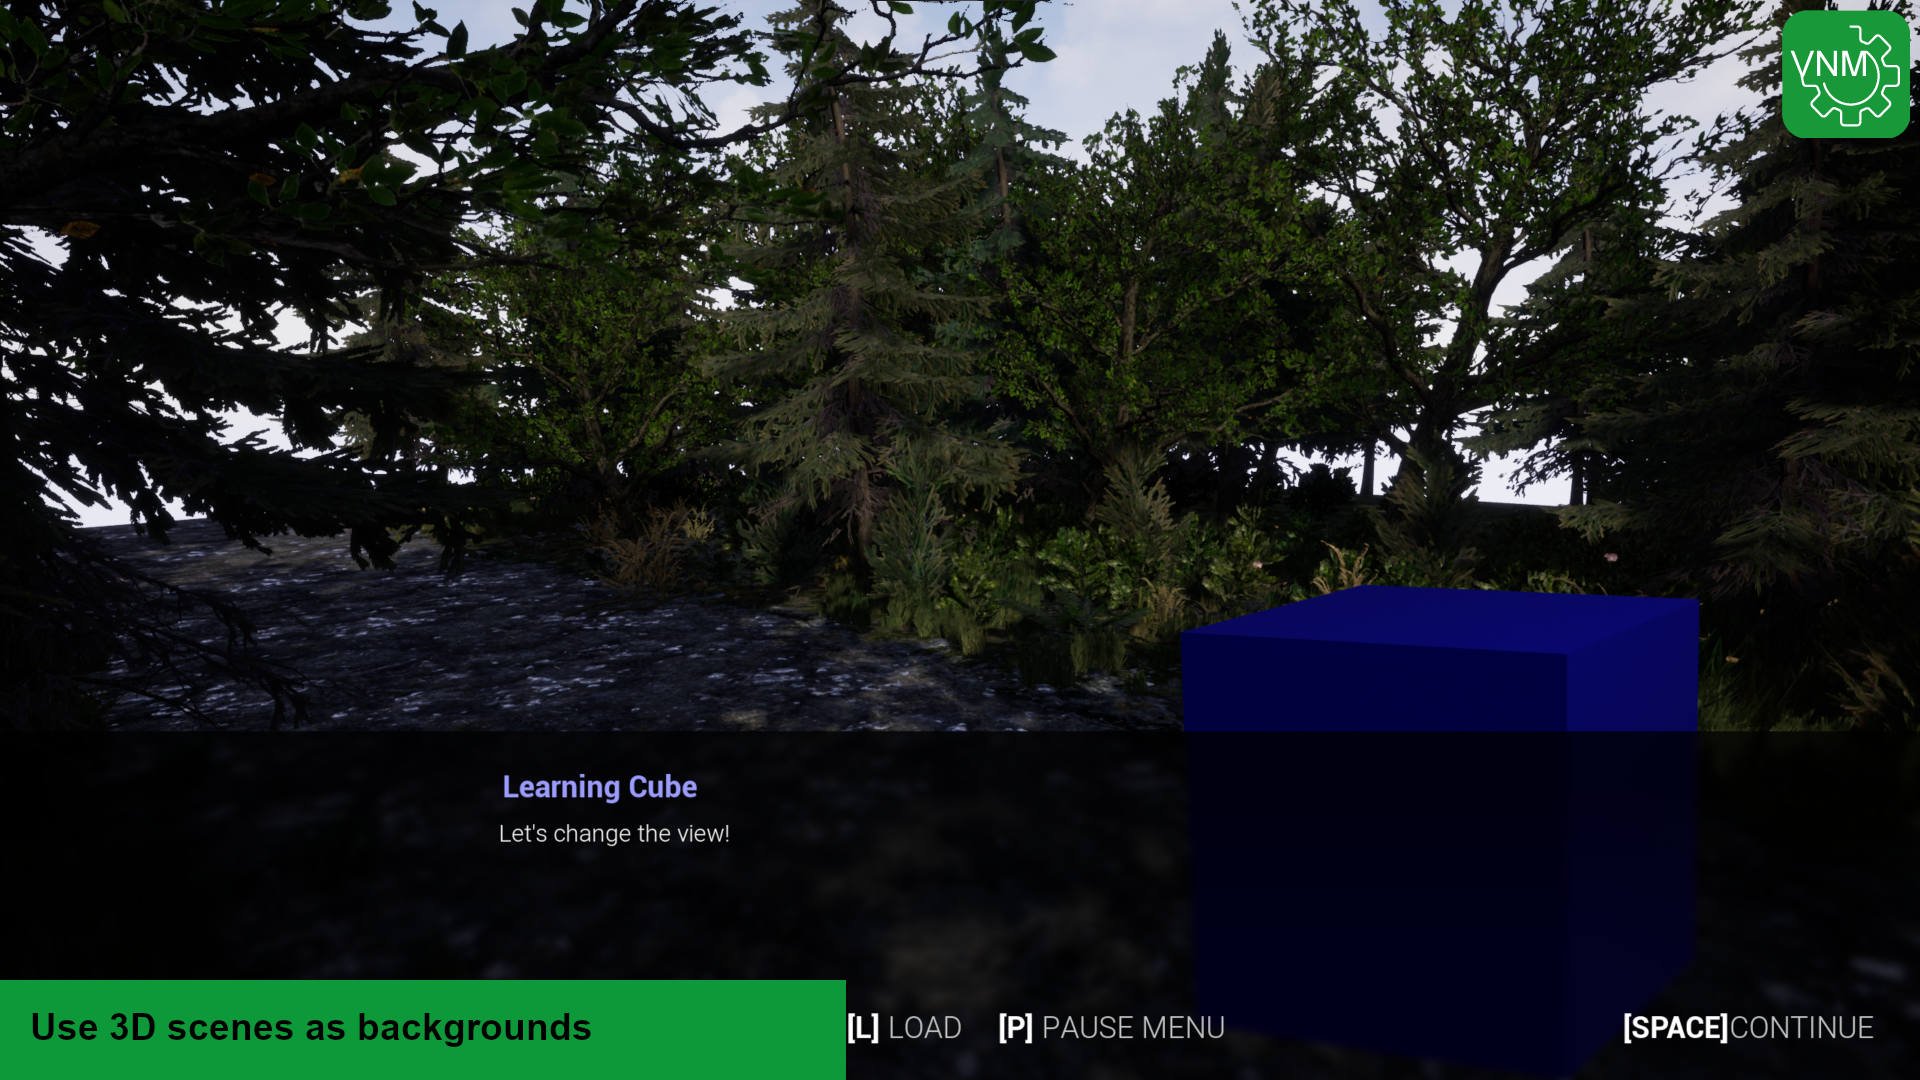 VNM
Learning Cube
Let's change the view!
Use 3D scenes as backgrounds
[L] LOAD [P] PAUSE MENU [SPACE]CONTINUE